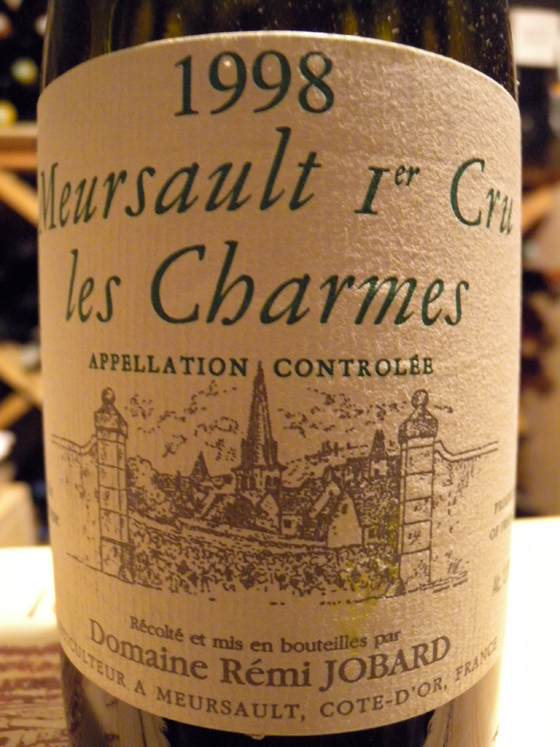 1998
Meursault 1er Cru
les Charmes
APPELLATION CONTROLÉE
Récolté et mis en bouteilles par
Domaine Rémi JOBARD
A MEURSAULT, COTE-D'OR, FRANCE